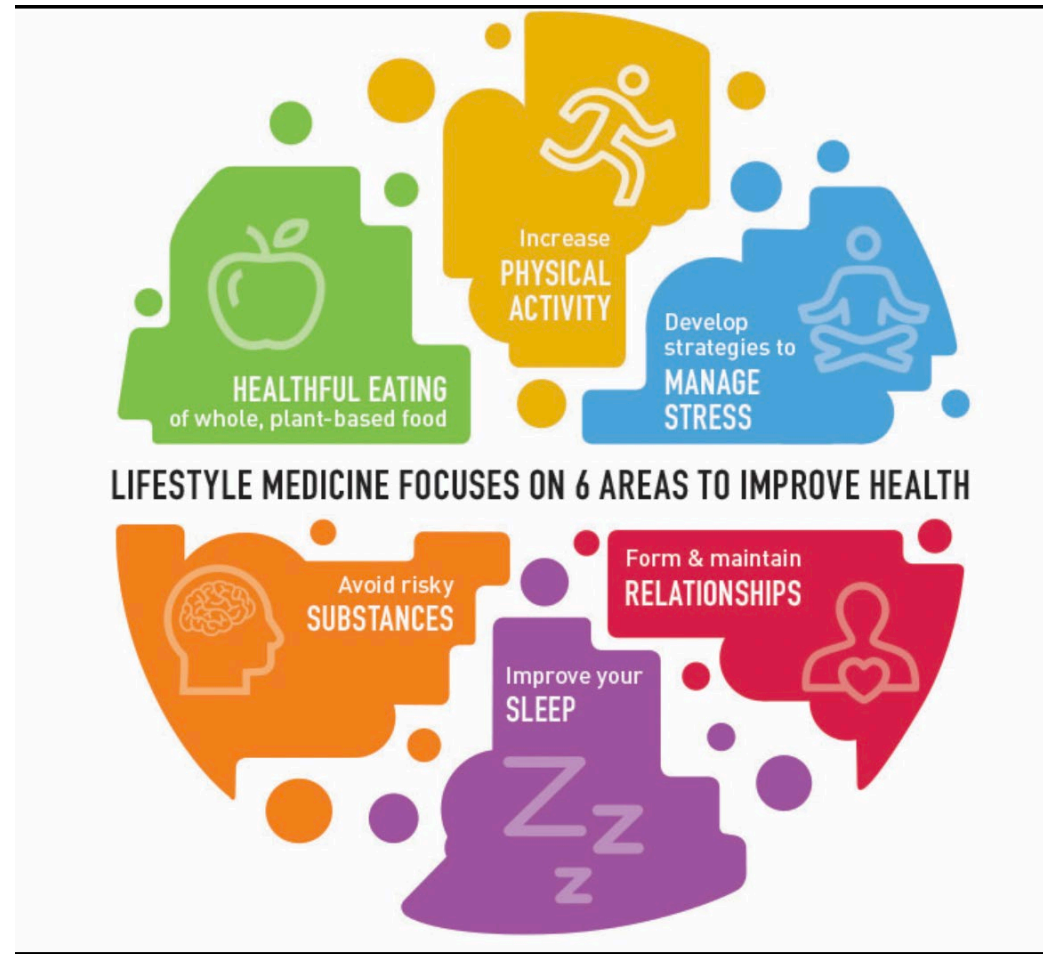 Increase
PHYSICAL
ACTIVITY
Develop
strategies to
MANAGE
STRESS
HEALTHFUL EATING
of whole, plant-based food
LIFESTYLE MEDICINE FOCUSES ON 6 AREAS TO IMPROVE HEALTH
Avoid risky
SUBSTANCES
Form & maintain
RELATIONSHIPS
Improve your
SLEEP
Z
z
z